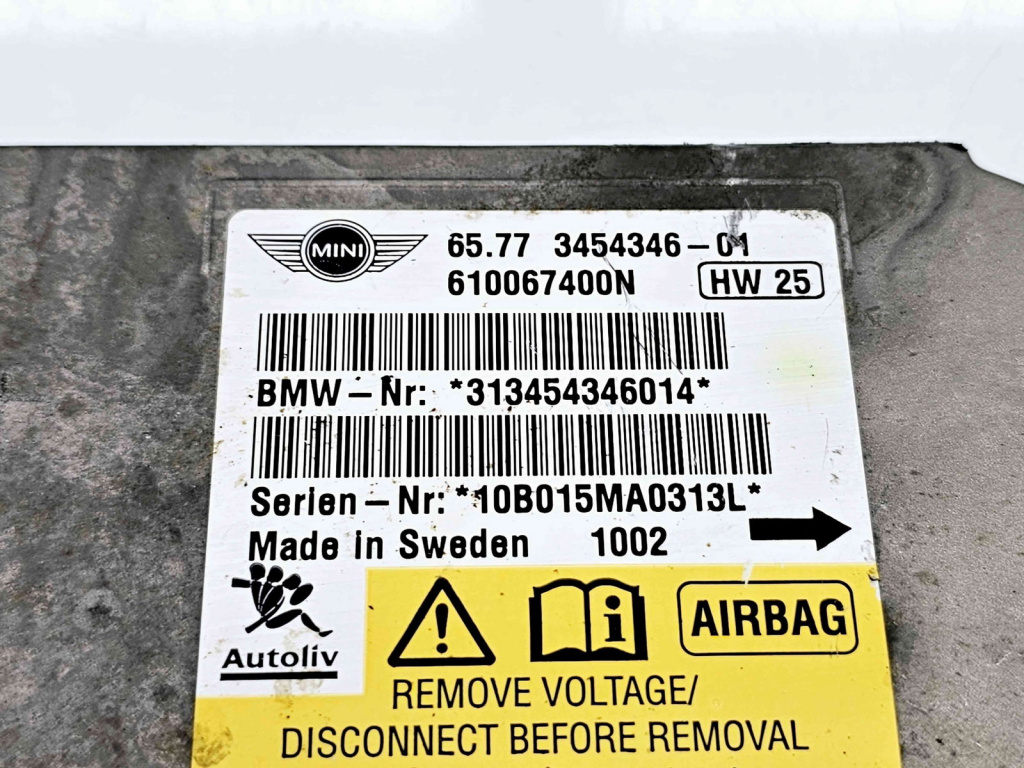 MINI
65.77 3454346-01
610067400N
HW 25
BMW-Nr: *313454346014*
Serien-Nr: *10B015MA0313L*
Made in Sweden 1002
Autoliv
AIRBAG
REMOVE VOLTAGE/
DISCONNECT BEFORE REMOVAL